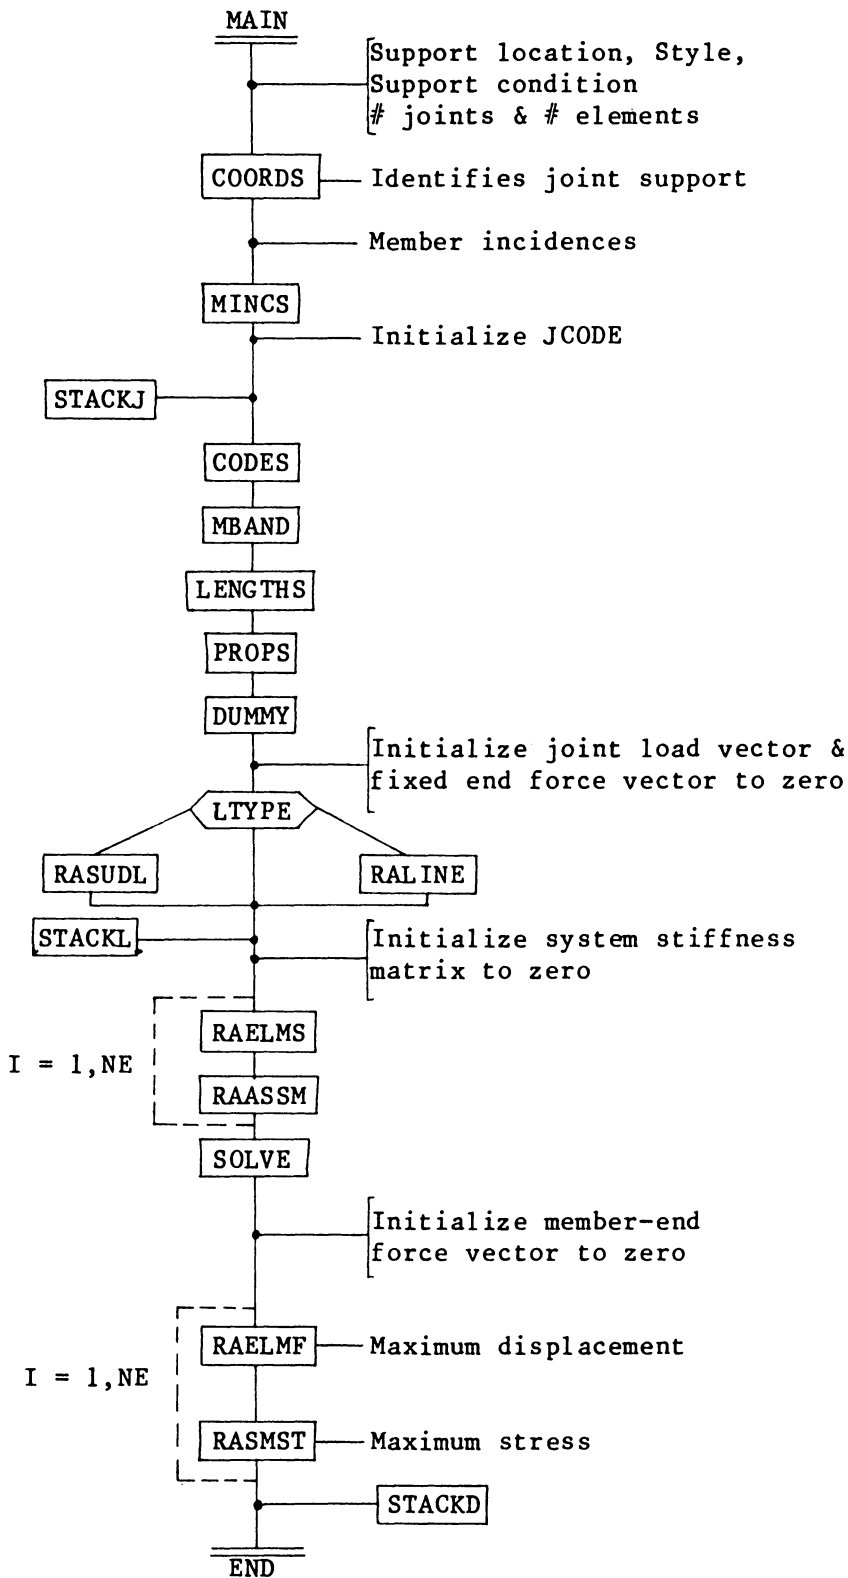 MAIN
Support location, Style,
Support condition
# joints & # elements
COORDS
Identifies joint support
Member incidences
MINCS
Initialize JCODE
STACKJ
CODES
MBAND
LENGTHS
PROPS
DUMMY
Initialize joint load vector &
fixed end force vector to zero
LTYPE
RASUDL
RALINE
STACKL
Initialize system stiffness
matrix to zero
RAELMS
I = 1,NE
RAASSM
SOLVE
Initialize member-end
force vector to zero
RAELMF
Maximum displacement
I = 1,NE
RASMST
Maximum stress
STACKD
END